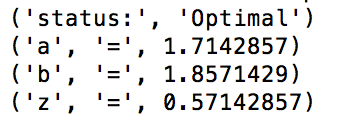 ('status:', 'Optimal')
('a', '=', 1.7142857)
('b', '=', 1.8571429)
('z', '=', 0.57142857)